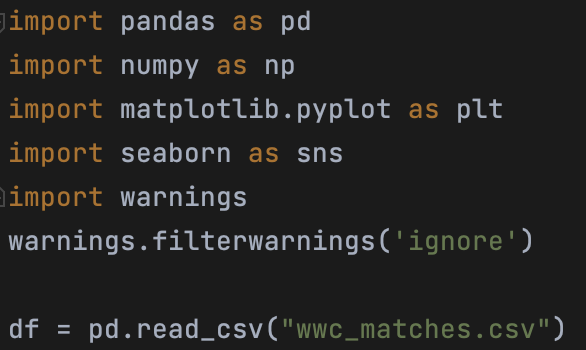 import pandas as pd
import numpy as np
import matplotlib.pyplot as plt
import seaborn as sns
import warnings
warnings.filterwarnings('ignore')
df = pd.read_csv("wwc_matches.csv")